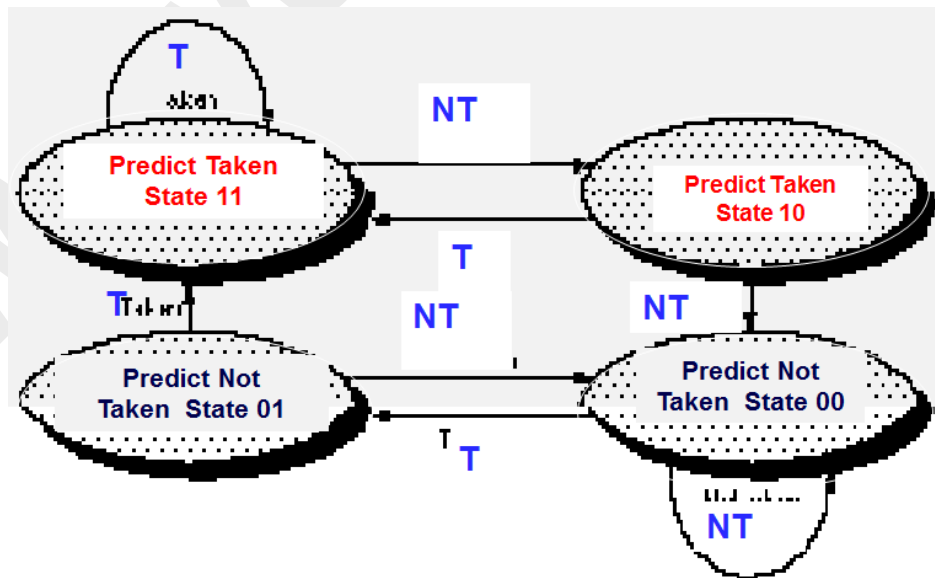 T
NT
Predict Taken
State 11
Predict Taken
State 10
T
T Taken
NT
NT
Predict Not
Taken State 01
Predict Not
Taken State 00
T
T
NT